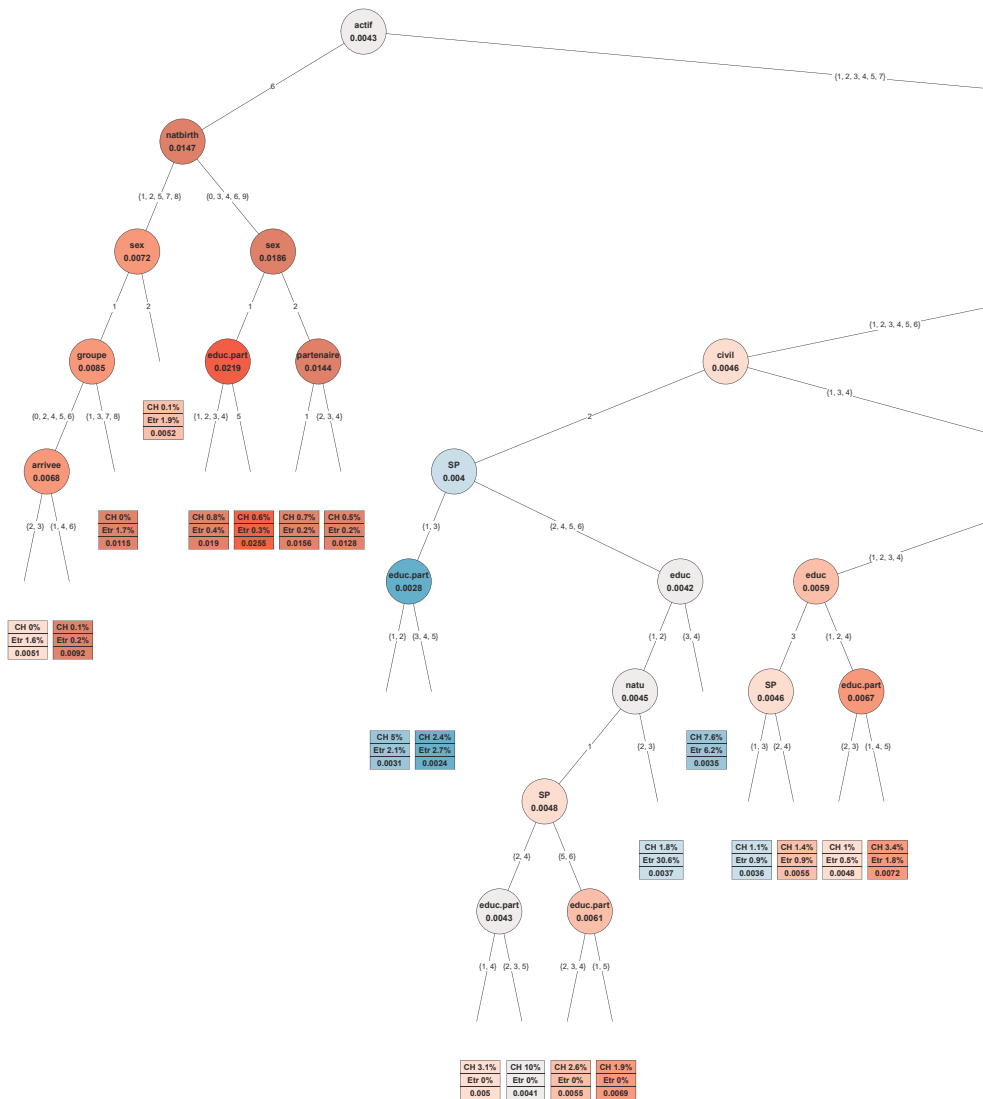 actif
0.0043
6
{1, 2, 3, 4, 5, 7}
natbirth
0.0147
{1, 2, 5, 7, 8}
{0, 3, 4, 6, 9}
sex
0.0072
sex
0.0186
1
2
1
2
{1, 2, 3, 4, 5, 6}
groupe
0.0085
educ.part
0.0219
partenaire
0.0144
civil
0.0046
{0, 2, 4, 5, 6}
{1, 3, 7, 8}
CH 0.1%
Etr 1.9%
0.0052
{1, 2, 3, 4}
5
1
{2, 3, 4}
2
{1, 3, 4}
arrivee
0.0068
SP
0.004
{2, 3}
{1, 4, 6}
CH 0%
Etr 1.7%
0.0115
CH 0.8%
Etr 0.4%
0.019
CH 0.6%
Etr 0.3%
0.0255
CH 0.7%
Etr 0.2%
0.0156
CH 0.5%
Etr 0.2%
0.0128
{1, 3}
{2, 4, 5, 6}
{1, 2, 3, 4}
educ.part
0.0028
educ
0.0042
educ
0.0059
CH 0%
Etr 1.6%
0.0051
CH 0.1%
Etr 0.2%
0.0092
{1, 2}
{3, 4, 5}
{1, 2}
{3, 4}
3
{1, 2, 4}
natu
0.0045
SP
0.0046
educ.part
0.0067
CH 5%
Etr 2.1%
0.0031
CH 2.4%
Etr 2.7%
0.0024
1
{2, 3}
CH 7.6%
Etr 6.2%
0.0035
{1, 3}
{2, 4}
{2, 3}
{1, 4, 5}
SP
0.0048
{2, 4}
{5, 6}
CH 1.8%
Etr 30.6%
0.0037
CH 1.1%
Etr 0.9%
0.0036
CH 1.4%
Etr 0.9%
0.0055
CH 1%
Etr 0.5%
0.0048
CH 3.4%
Etr 1.8%
0.0072
educ.part
0.0043
educ.part
0.0061
{1, 4}
{2, 3, 5}
{2, 3, 4}
{1, 5}
CH 3.1%
Etr 0%
0.005
CH 10%
Etr 0%
0.0041
CH 2.6%
Etr 0%
0.0055
CH 1.9%
Etr 0%
0.0069